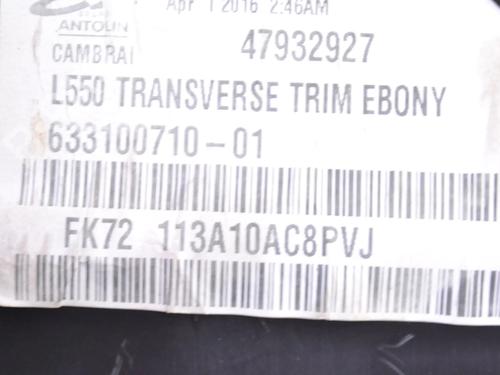 Apr 1 2016 2:46AM
ANTOLIN
CAMBRAI 47932927
L550 TRANSVERSE TRIM EBONY
633100710-01
FK72 113A10AC8PVJ